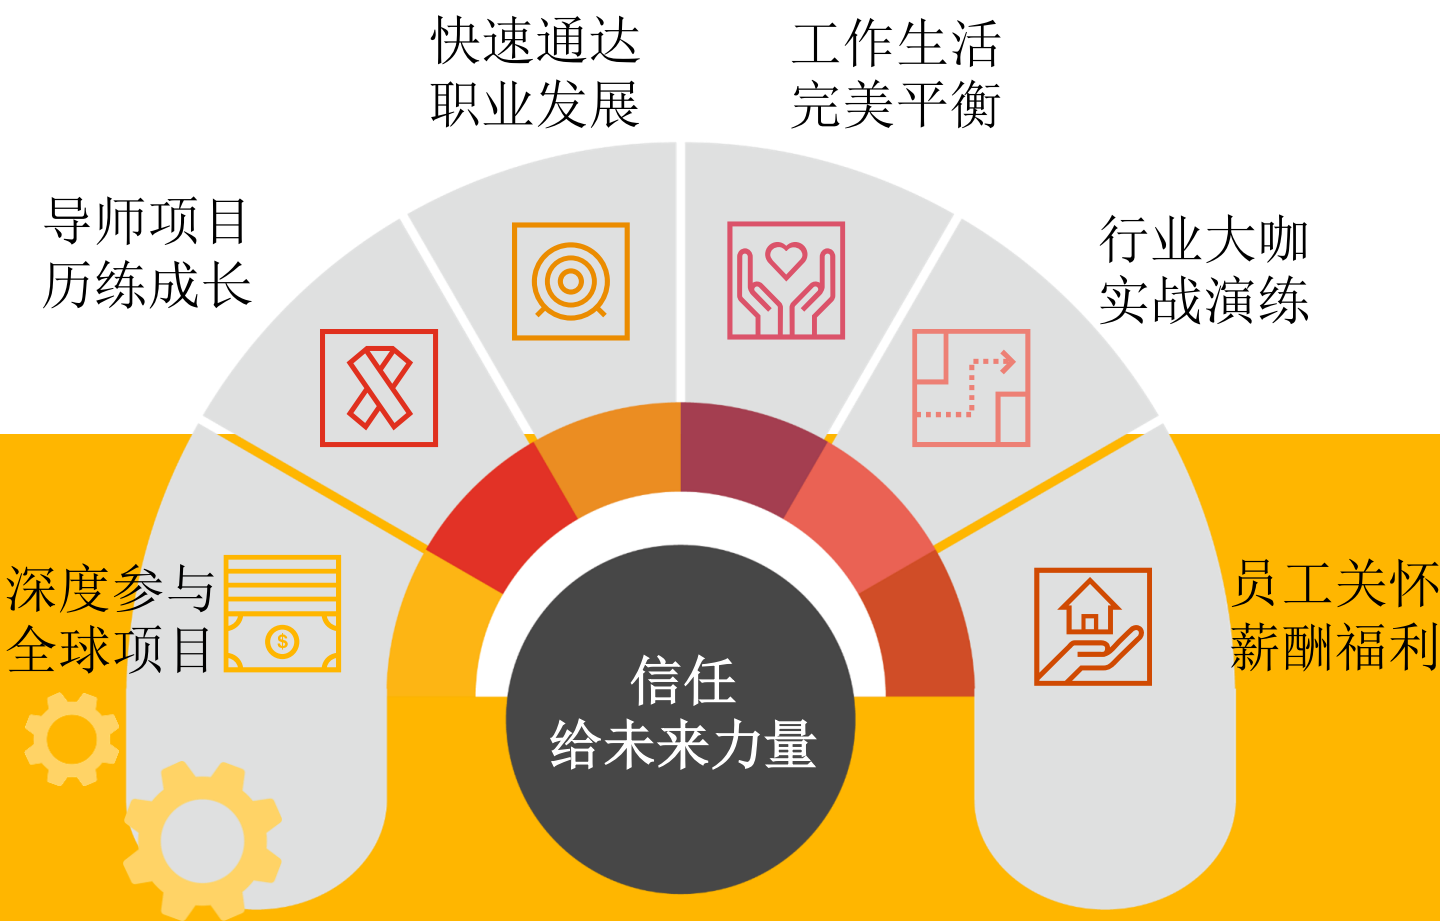 快速通达
职业发展
工作生活
完美平衡
导师项目
历练成长
行业大咖
实战演练
深度参与
全球项目
$
员工关怀
薪酬福利
信任
给未来力量